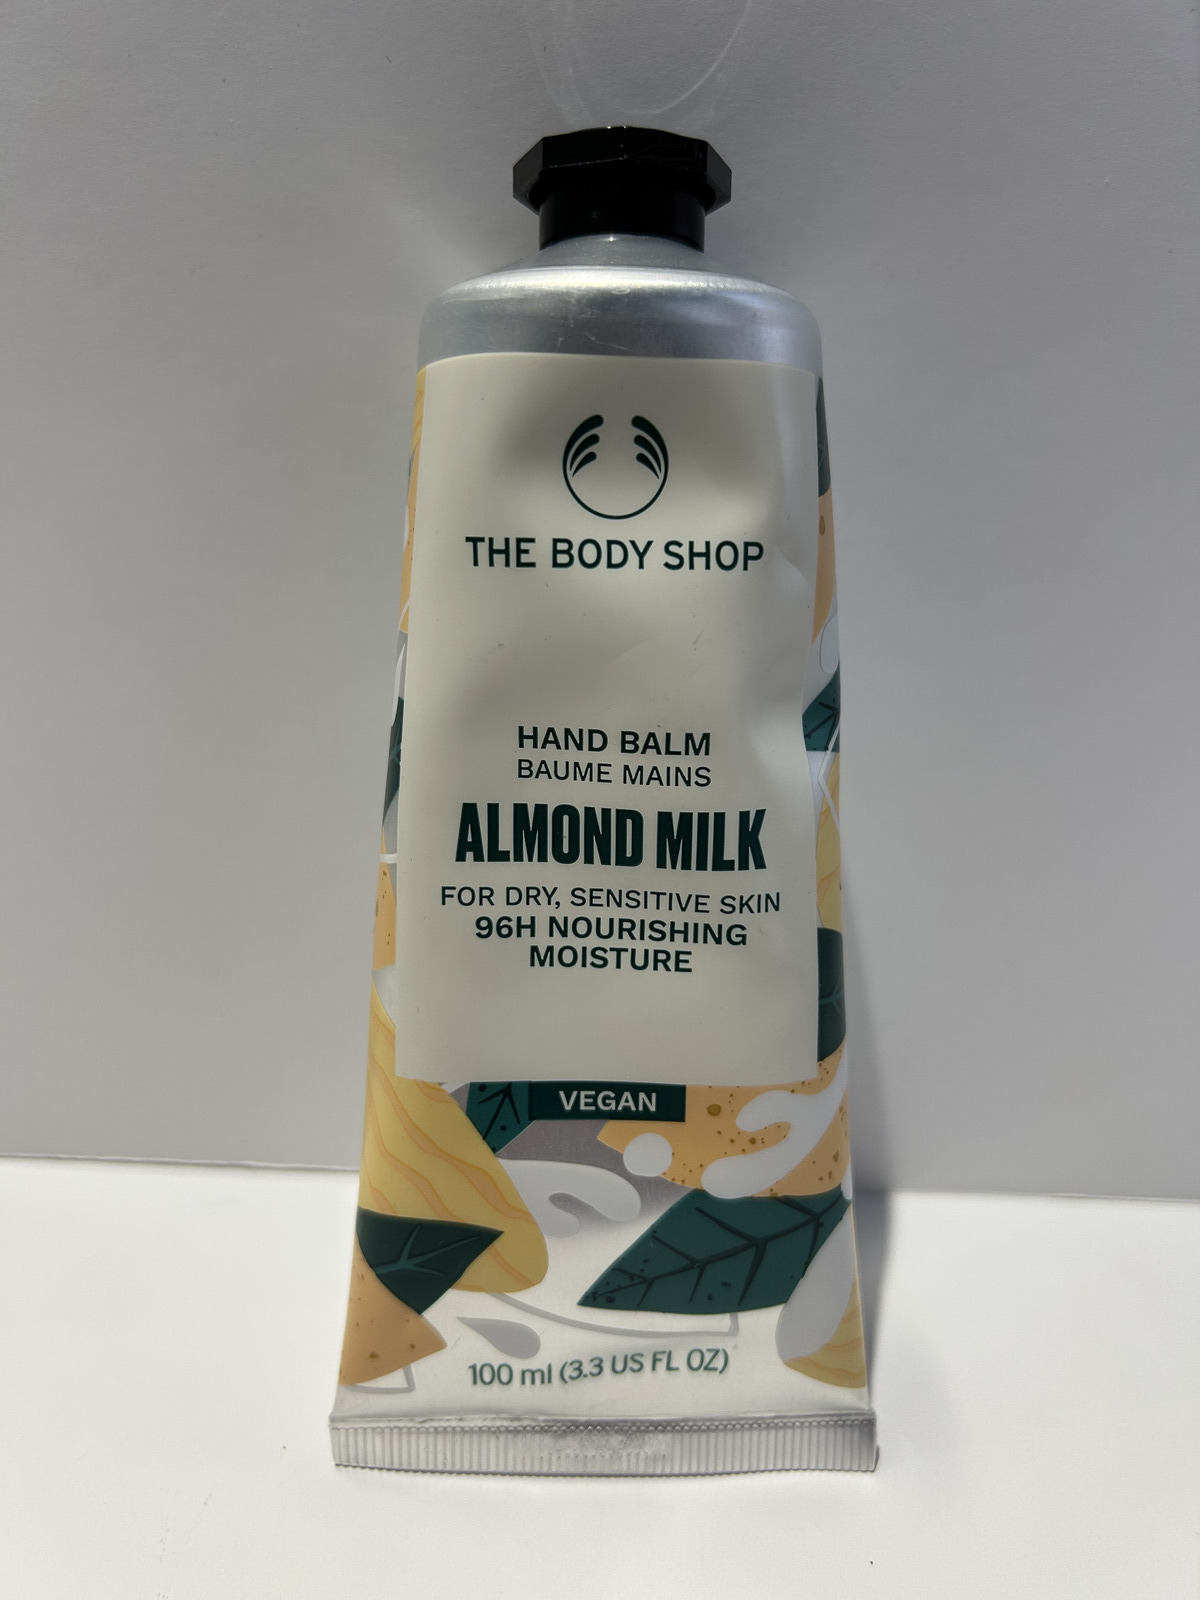 THE BODY SHOP
HAND BALM
BAUME MAINS
ALMOND MILK
FOR DRY, SENSITIVE SKIN
96H NOURISHING
MOISTURE
VEGAN
100 ml (3.3 US FL OZ)